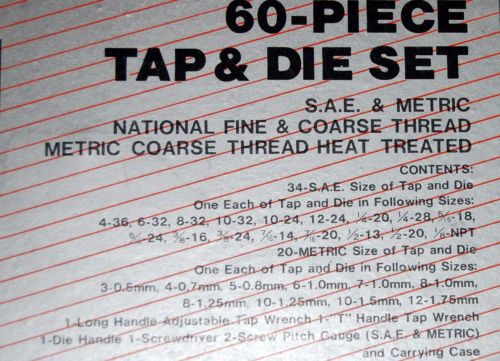 60-PIECE
TAP & DIE SET
S.A.E. & METRIC
NATIONAL FINE & COARSE THREAD
METRIC COARSE THREAD HEAT TREATED
CONTENTS:
34-S.A.E. Size of Tap and Die
One Each of Tap and Die in Following Sizes:
4-36, 6-32, 8-32, 10-32, 10-24, 12-24, ¼-20, ¼-28, 5/16-18,
5/16-24, 3/8-16, 3/8-24, 7/16-14, 7/16-20, ½-13, ½-20, 1/8-NPT
20-METRIC Size of Tap and Die
One Each of Tap and Die in Following Sizes:
3-0.5mm, 4-0.7mm, 5-0.8mm, 6-1.0mm, 7-1.0mm, 8-1.0mm,
8-1.25mm, 10-1.25mm, 10-1.5mm, 12-1.75mm
1-Long Handle Adjustable Tap Wrench 1-"T" Handle Tap Wrench
1-Die Handle 1-Screwdriver 2-Screw Pitch Gauge (S.A.E. & METRIC)
and Carrying Case